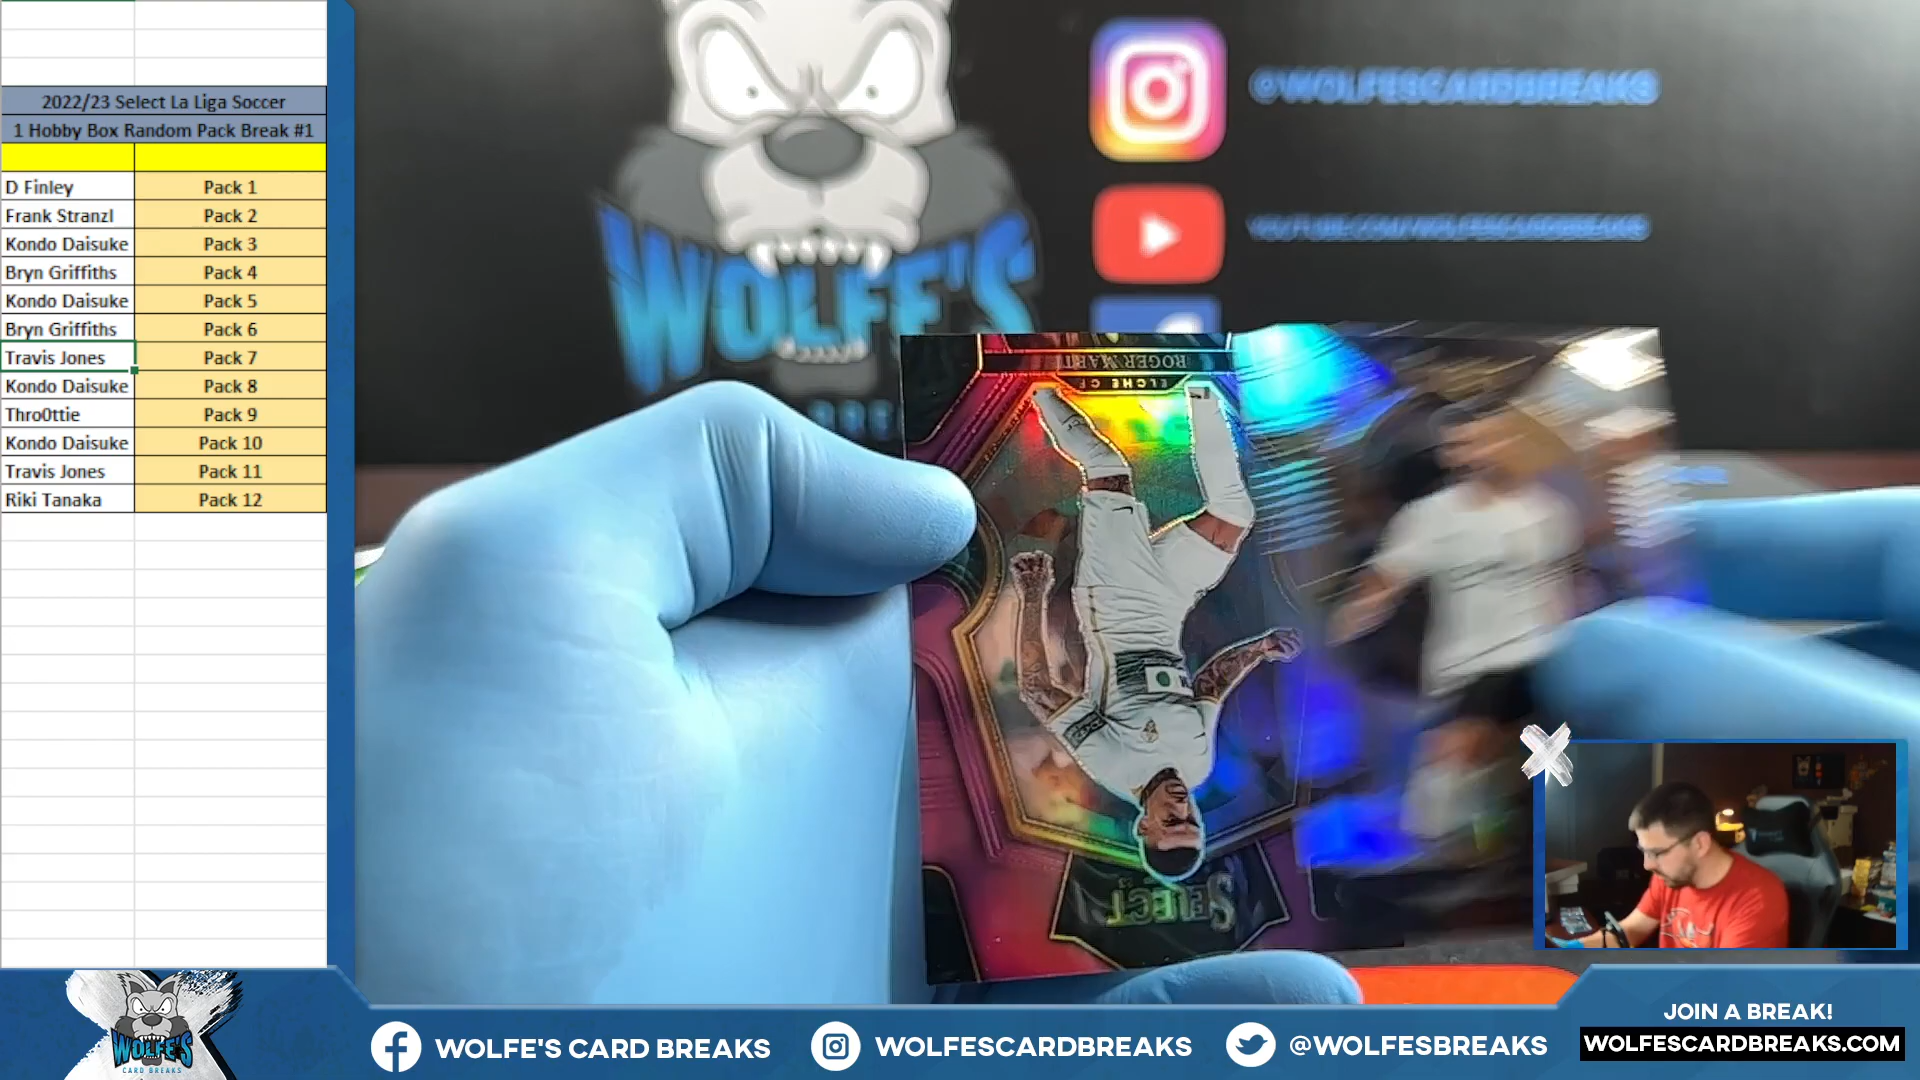 2022/23 Select La Liga Soccer
1 Hobby Box Random Pack Break #1
D Finley Pack 1
Frank Stranzl Pack 2
Kondo Daisuke Pack 3
Bryn Griffiths Pack 4
Kondo Daisuke Pack 5
Bryn Griffiths Pack 6
Travis Jones Pack 7
Kondo Daisuke Pack 8
Thro0ttie Pack 9
Kondo Daisuke Pack 10
Travis Jones Pack 11
Riki Tanaka Pack 12
WOLFE'S
@WOLFESCARDBREAKS
YOUTUBE.COM/WOLFESCARDBREAKS
ROGER MARTI
ELCHE CF
SELECT
WOLFE'S
CARD BREAKS
WOLFE'S CARD BREAKS
WOLFESCARDBREAKS
@WOLFESBREAKS
JOIN A BREAK!
WOLFESCARDBREAKS.COM